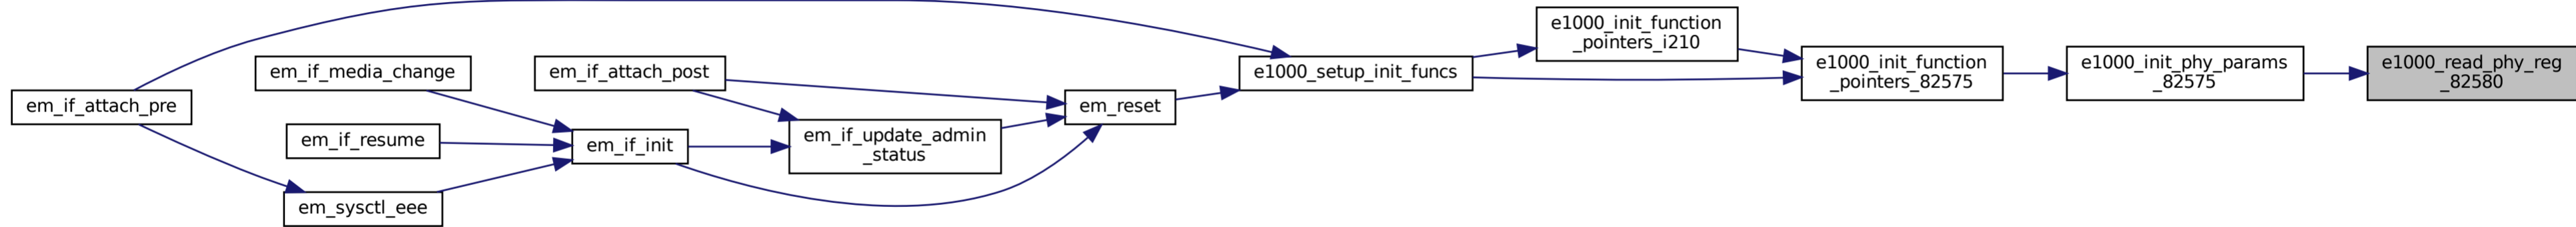 em_if_attach_pre
em_if_media_change
em_if_resume
em_sysctl_eee
em_if_attach_post
em_if_init
em_if_update_admin
_status
em_reset
e1000_setup_init_funcs
e1000_init_function
_pointers_i210
e1000_init_function
_pointers_82575
e1000_init_phy_params
_82575
e1000_read_phy_reg
_82580